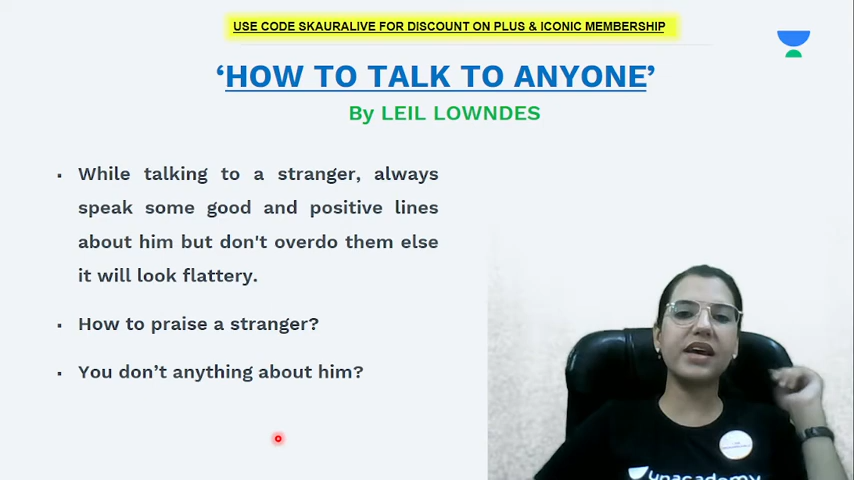 USE CODE SKAURALIVE FOR DISCOUNT ON PLUS & ICONIC MEMBERSHIP
‘HOW TO TALK TO ANYONE’
By LEIL LOWNDES
▪ While talking to a stranger, always
speak some good and positive lines
about him but don't overdo them else
it will look flattery.
▪ How to praise a stranger?
▪ You don’t anything about him?
unacademy